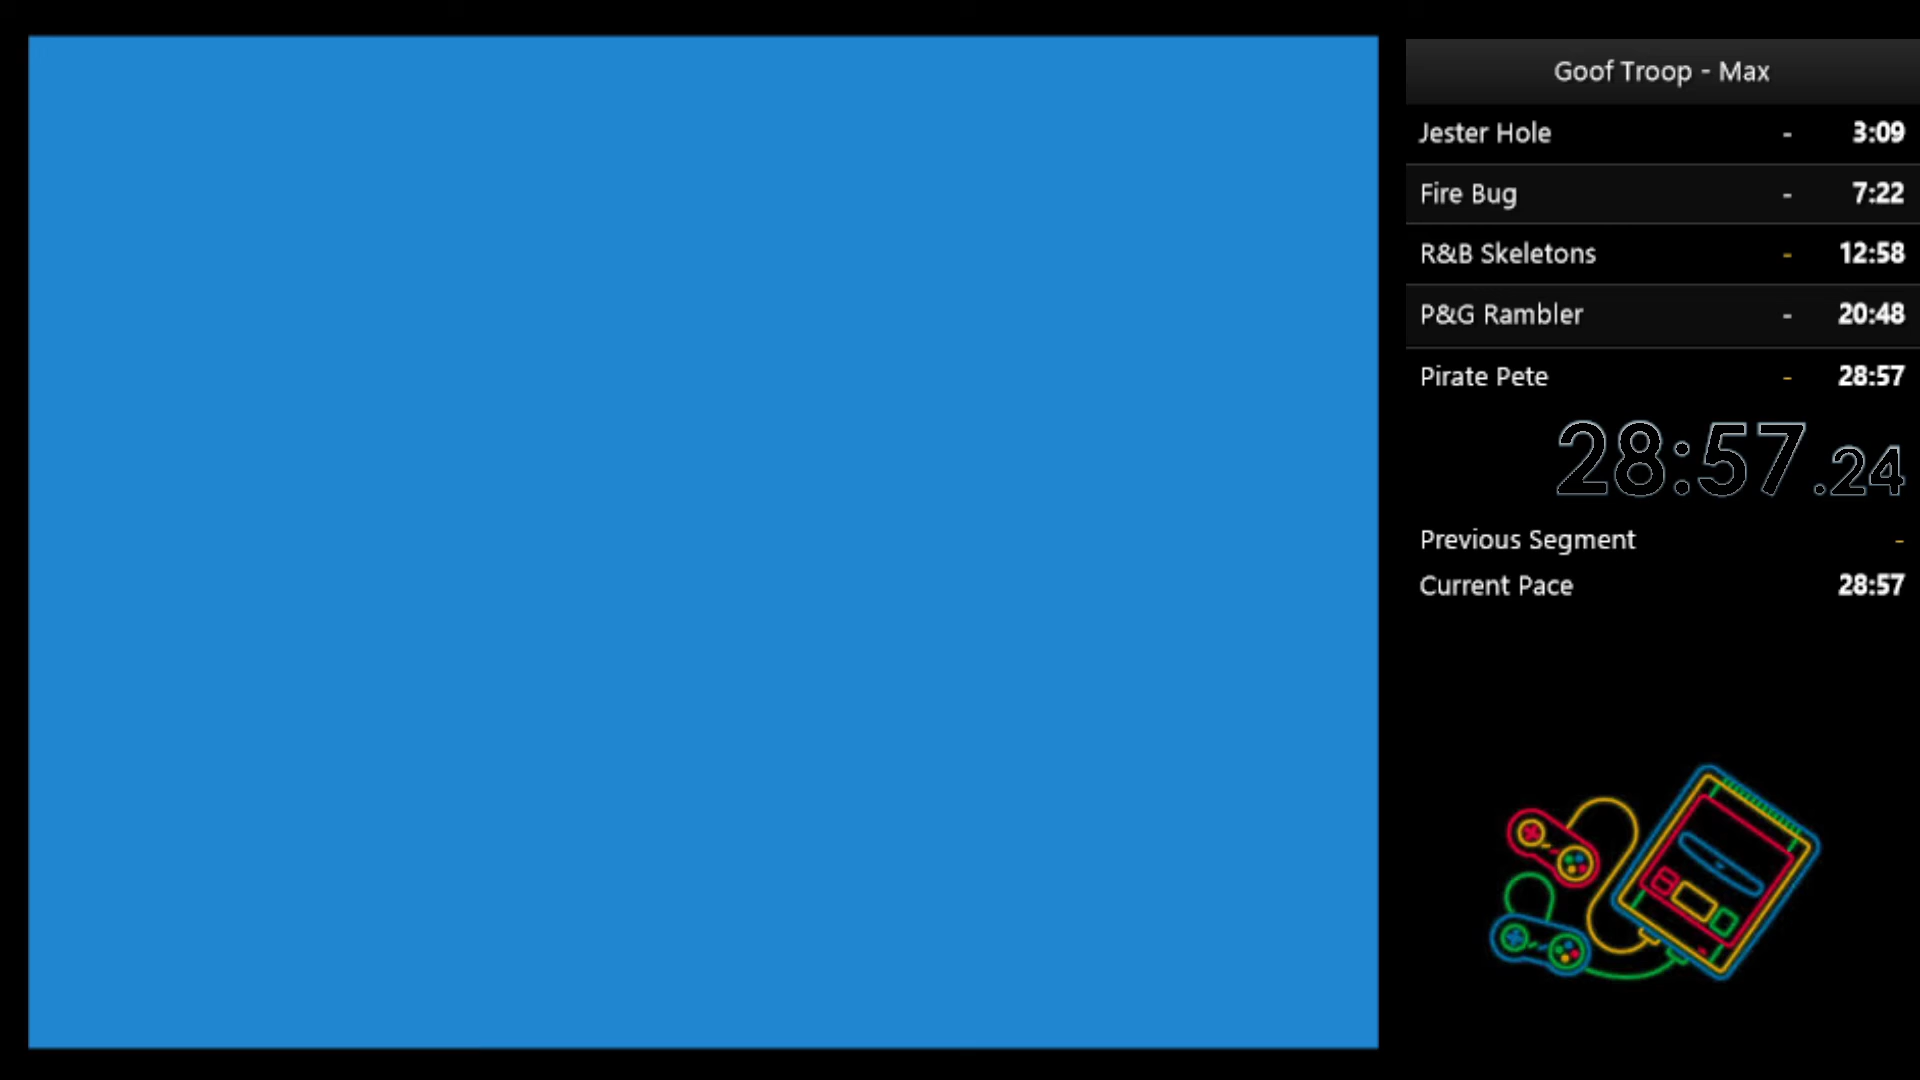 Goof Troop - Max
Jester Hole - 3:09
Fire Bug - 7:22
R&B Skeletons - 12:58
P&G Rambler - 20:48
Pirate Pete - 28:57
28:57.24
Previous Segment -
Current Pace 28:57